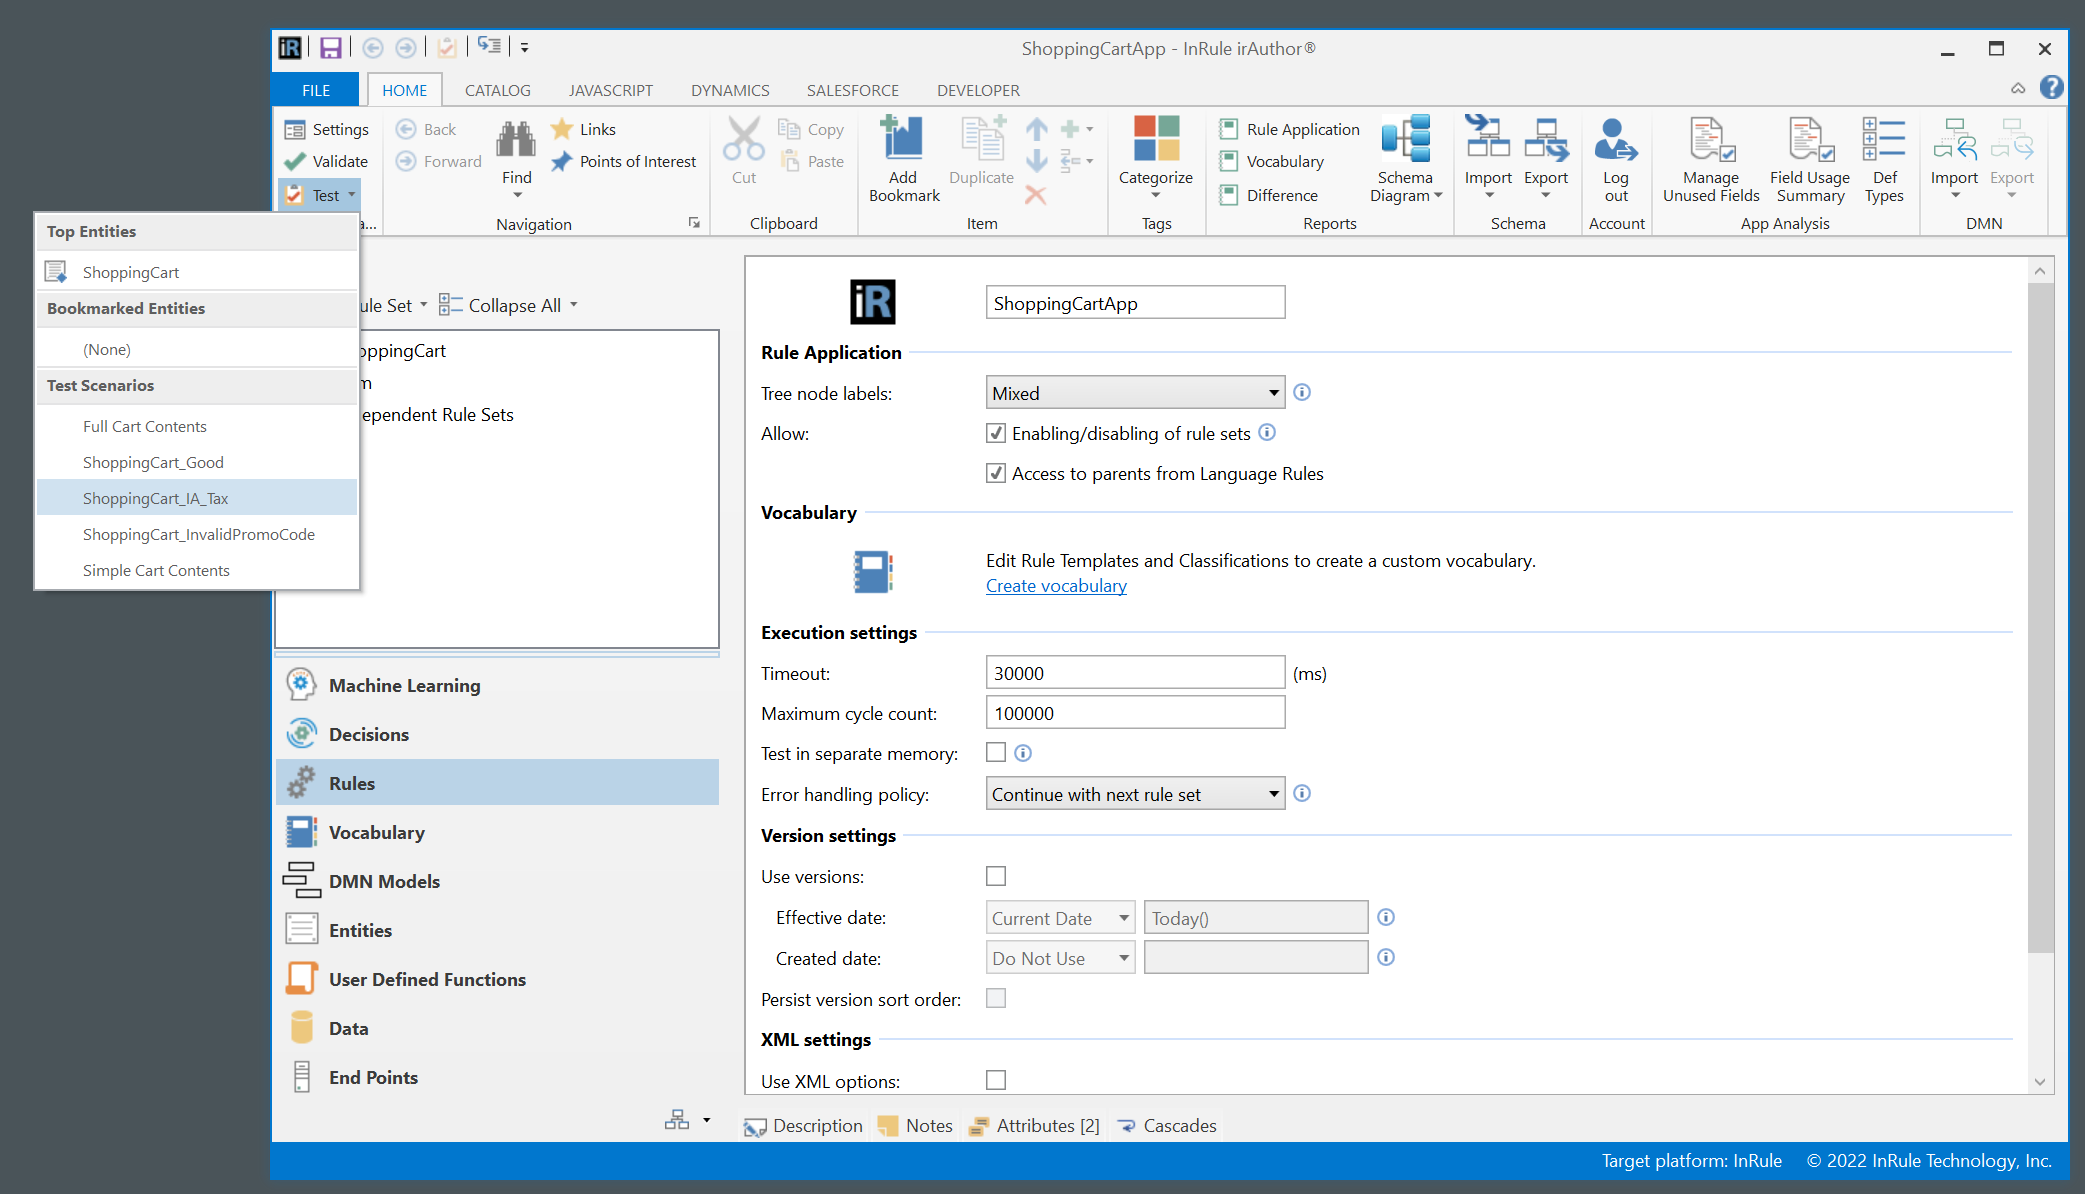 iR
ShoppingCartApp - InRule irAuthor®
FILE
HOME
CATALOG
JAVASCRIPT
DYNAMICS
SALESFORCE
DEVELOPER
?
Settings
Validate
Test
a...
Back
Forward
Find
Links
Points of Interest
Navigation
Cut
Copy
Paste
Clipboard
Add
Bookmark
Duplicate
Item
Categorize
Tags
Rule Application
Vocabulary
Difference
Schema
Diagram
Reports
Import
Export
Schema
Log
out
Account
Manage
Unused Fields
Field Usage
Summary
Def
Types
App Analysis
Import
Export
DMN
Top Entities
ShoppingCart
Bookmarked Entities
(None)
Test Scenarios
Full Cart Contents
ShoppingCart_Good
ShoppingCart_IA_Tax
ShoppingCart_InvalidPromoCode
Simple Cart Contents
ule Set
Collapse All
oppingCart
m
ependent Rule Sets
Machine Learning
Decisions
Rules
Vocabulary
DMN Models
Entities
User Defined Functions
Data
End Points
iR
ShoppingCartApp
Rule Application
Tree node labels:
Mixed
Allow:
Enabling/disabling of rule sets
Access to parents from Language Rules
Vocabulary
Edit Rule Templates and Classifications to create a custom vocabulary.
Create vocabulary
Execution settings
Timeout:
30000
(ms)
Maximum cycle count:
100000
Test in separate memory:
Error handling policy:
Continue with next rule set
Version settings
Use versions:
Effective date:
Current Date
Today()
Created date:
Do Not Use
Persist version sort order:
XML settings
Use XML options:
Description
Notes
Attributes [2]
Cascades
Target platform: InRule
© 2022 InRule Technology, Inc.